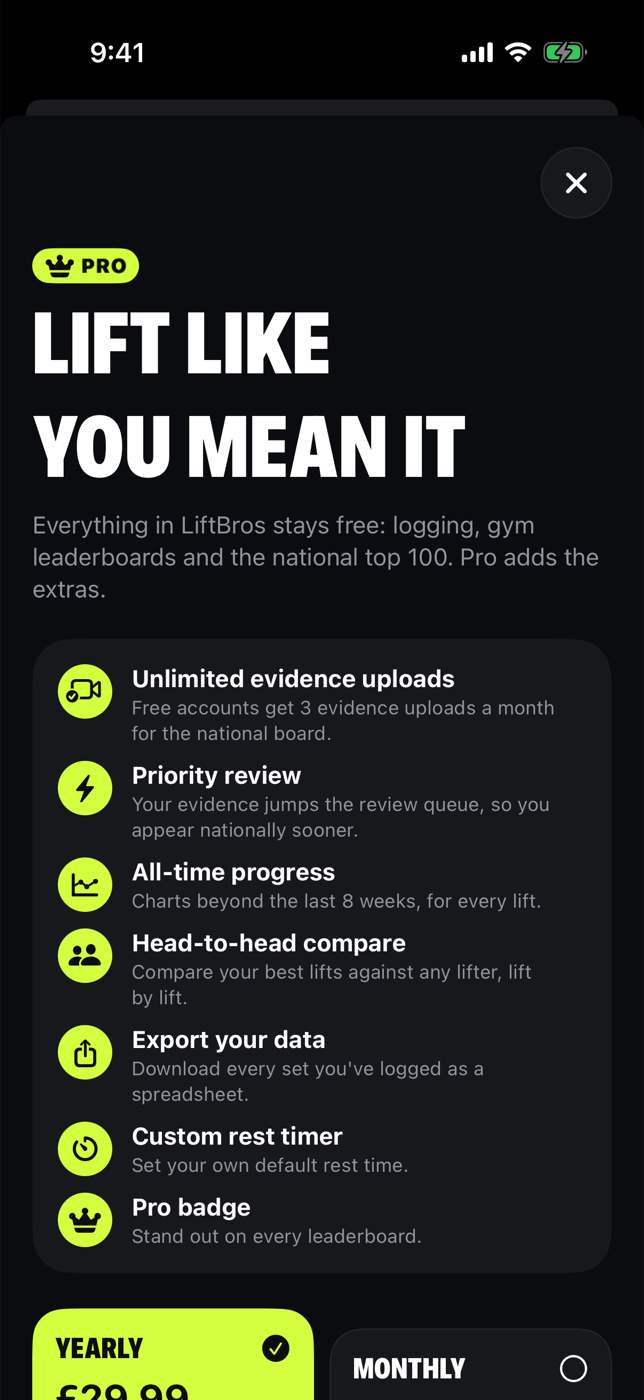 9:41
PRO
LIFT LIKE
YOU MEAN IT
Everything in LiftBros stays free: logging, gym
leaderboards and the national top 100. Pro adds the
extras.
Unlimited evidence uploads
Free accounts get 3 evidence uploads a month
for the national board.
Priority review
Your evidence jumps the review queue, so you
appear nationally sooner.
All-time progress
Charts beyond the last 8 weeks, for every lift.
Head-to-head compare
Compare your best lifts against any lifter, lift
by lift.
Export your data
Download every set you've logged as a
spreadsheet.
Custom rest timer
Set your own default rest time.
Pro badge
Stand out on every leaderboard.
YEARLY
MONTHLY
£29.99